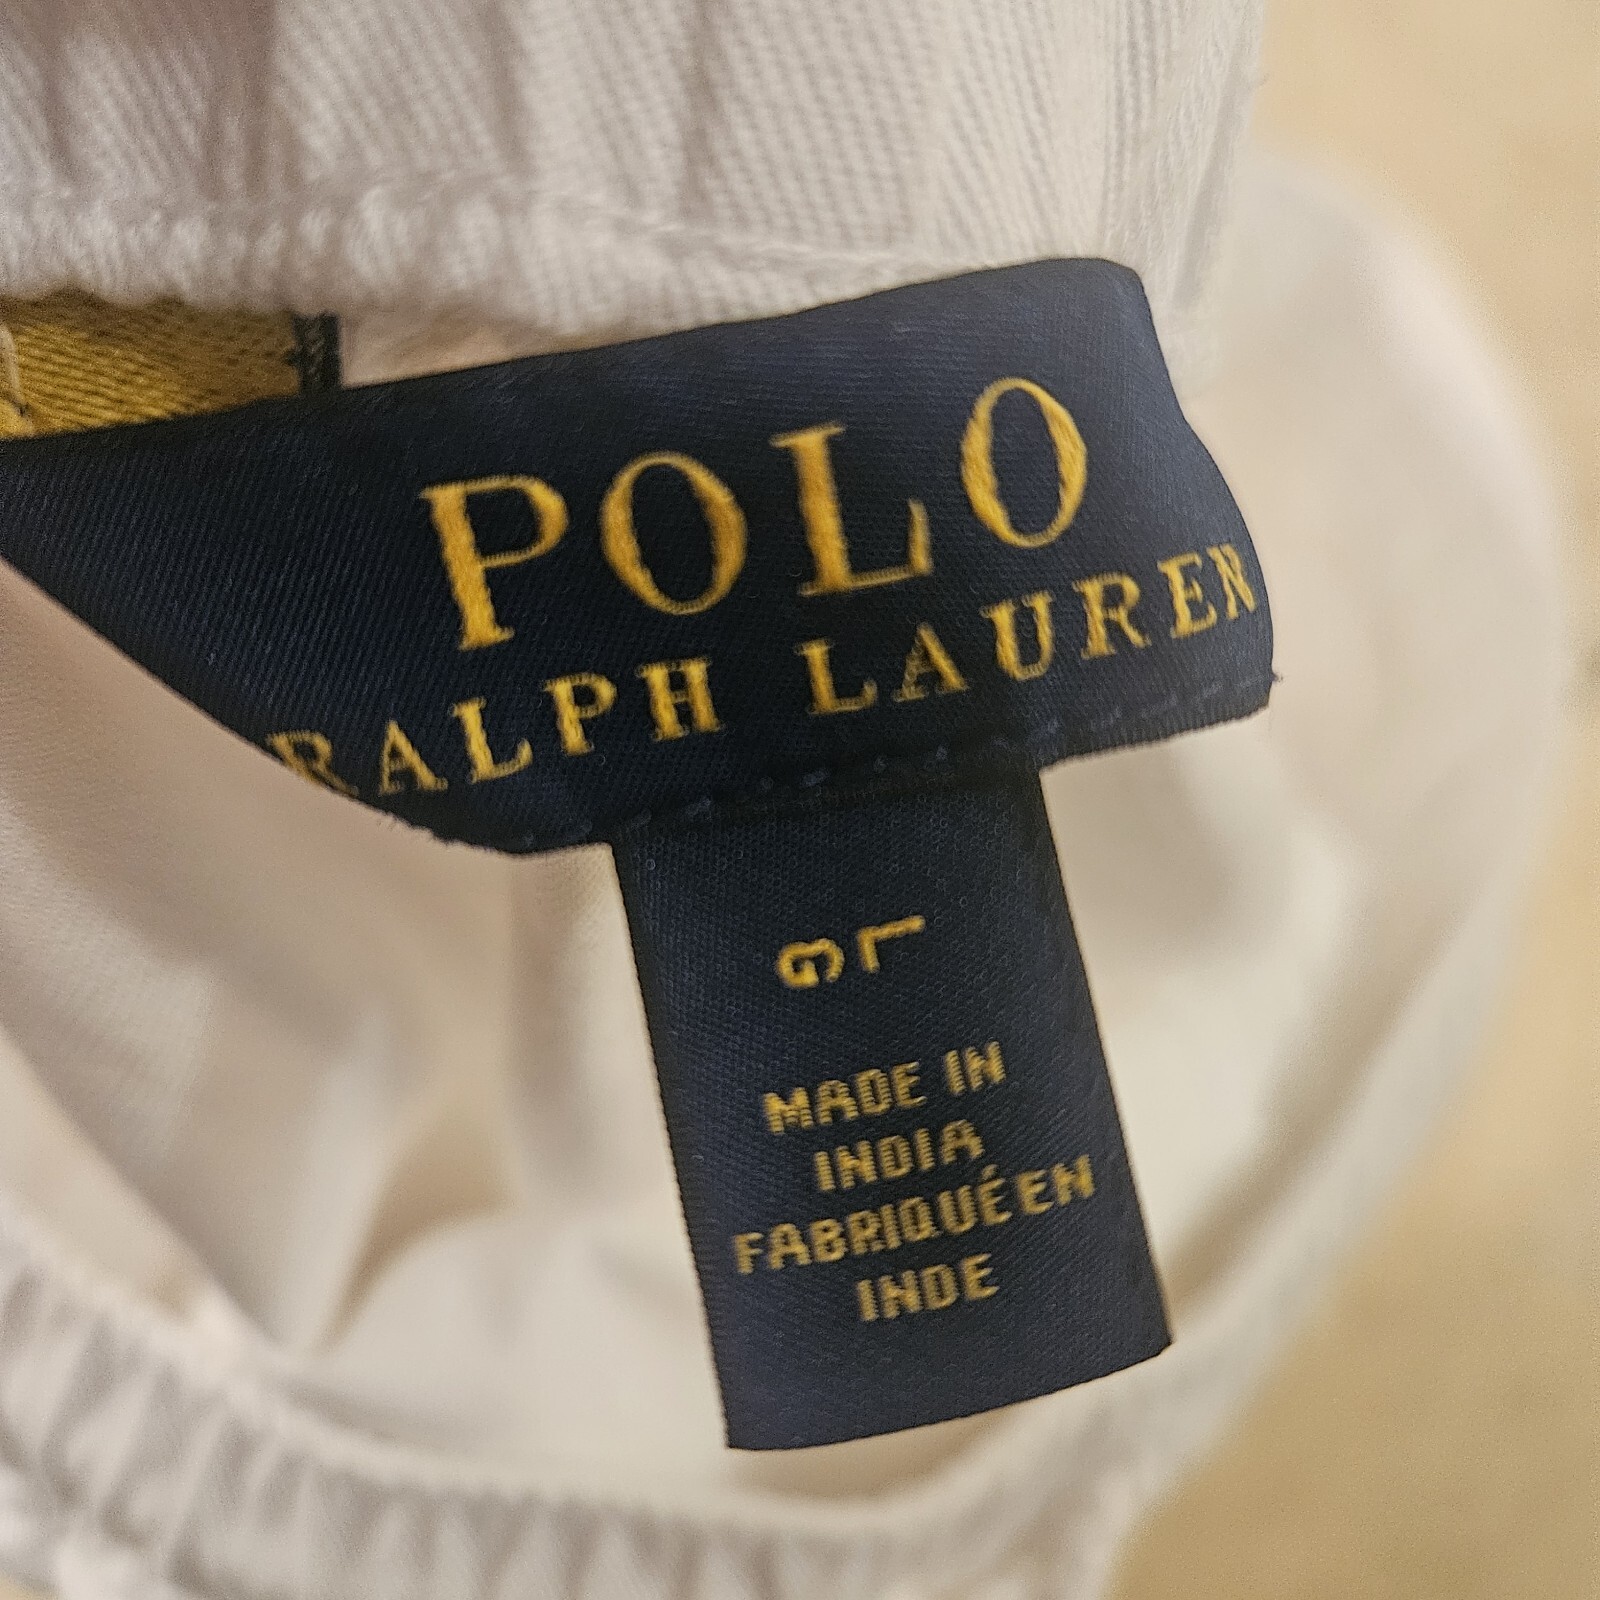 POLO
RALPH LAUREN
L
G
MADE IN
INDIA
FABRIQUÉ EN
INDE